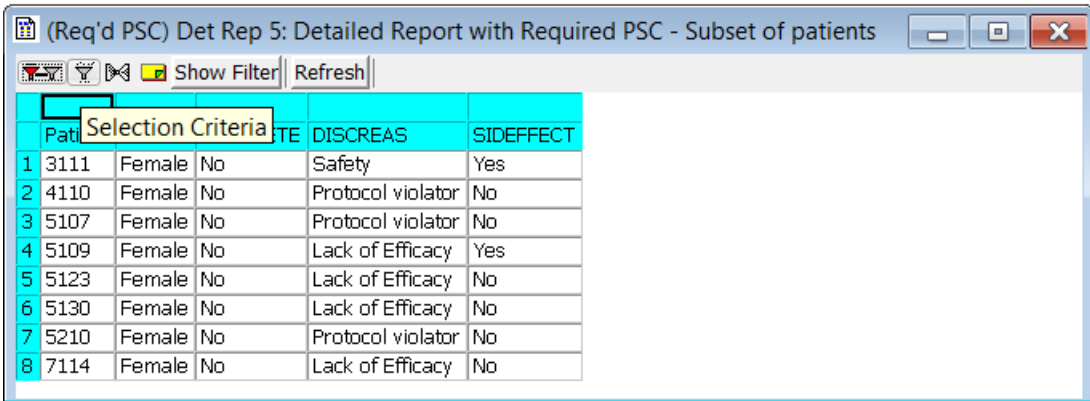 (Req'd PSC) Det Rep 5: Detailed Report with Required PSC - Subset of patients
Show Filter Refresh
Selection Criteria
Pati TE DISCREAS SIDEFFECT
1 3111 Female No Safety Yes
2 4110 Female No Protocol violator No
3 5107 Female No Protocol violator No
4 5109 Female No Lack of Efficacy Yes
5 5123 Female No Lack of Efficacy No
6 5130 Female No Lack of Efficacy No
7 5210 Female No Protocol violator No
8 7114 Female No Lack of Efficacy No